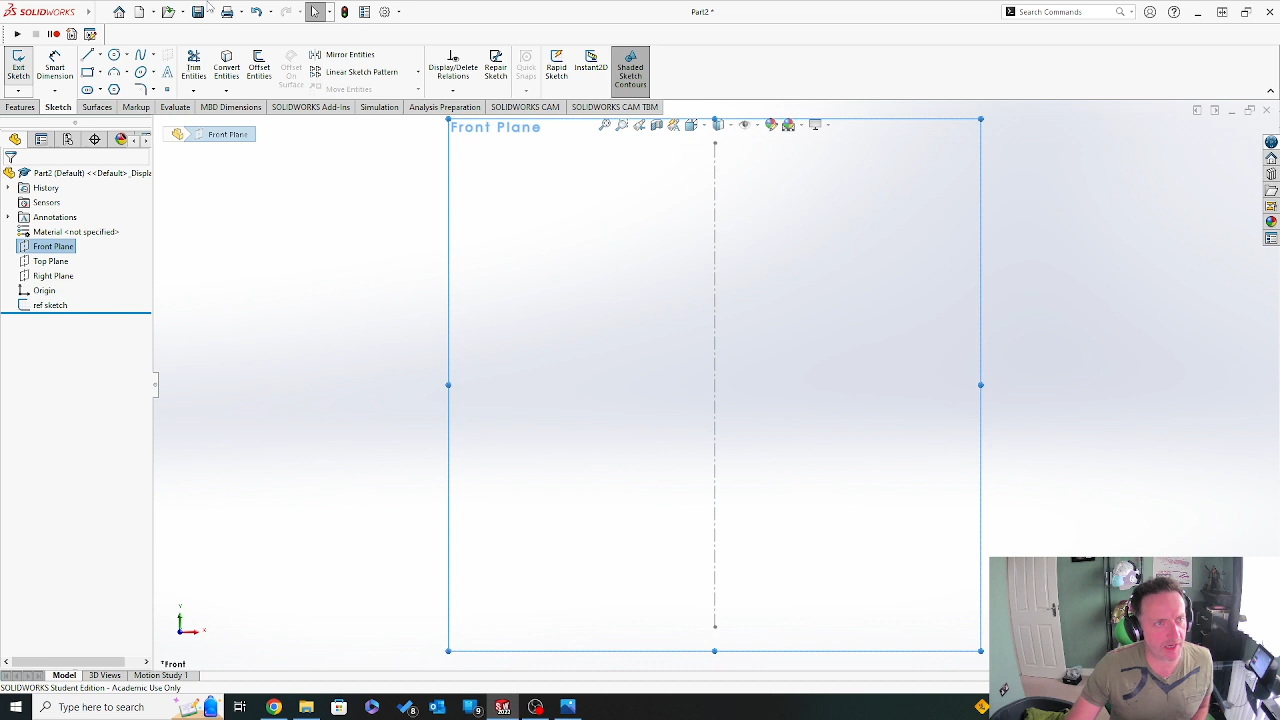 SOLIDWORKS
Part2 *
Search Commands
Exit Sketch
Smart Dimension
Trim Entities
Convert Entities
Offset Entities
Offset On Surface
Mirror Entities
Linear Sketch Pattern
Move Entities
Display/Delete Relations
Repair Sketch
Quick Snaps
Rapid Sketch
Instant2D
Shaded Sketch Contours
Features
Sketch
Surfaces
Markup
Evaluate
MBD Dimensions
SOLIDWORKS Add-Ins
Simulation
Analysis Preparation
SOLIDWORKS CAM
SOLIDWORKS CAM TBM
Front Plane
Front Plane
Part2 (Default) <<Default>_Displa
History
Sensors
Annotations
Material <not specified>
Front Plane
Top Plane
Right Plane
Origin
ref sketch
Y
X
*Front
Model
3D Views
Motion Study 1
SOLIDWORKS Student Edition - Academic Use Only
Type here to search